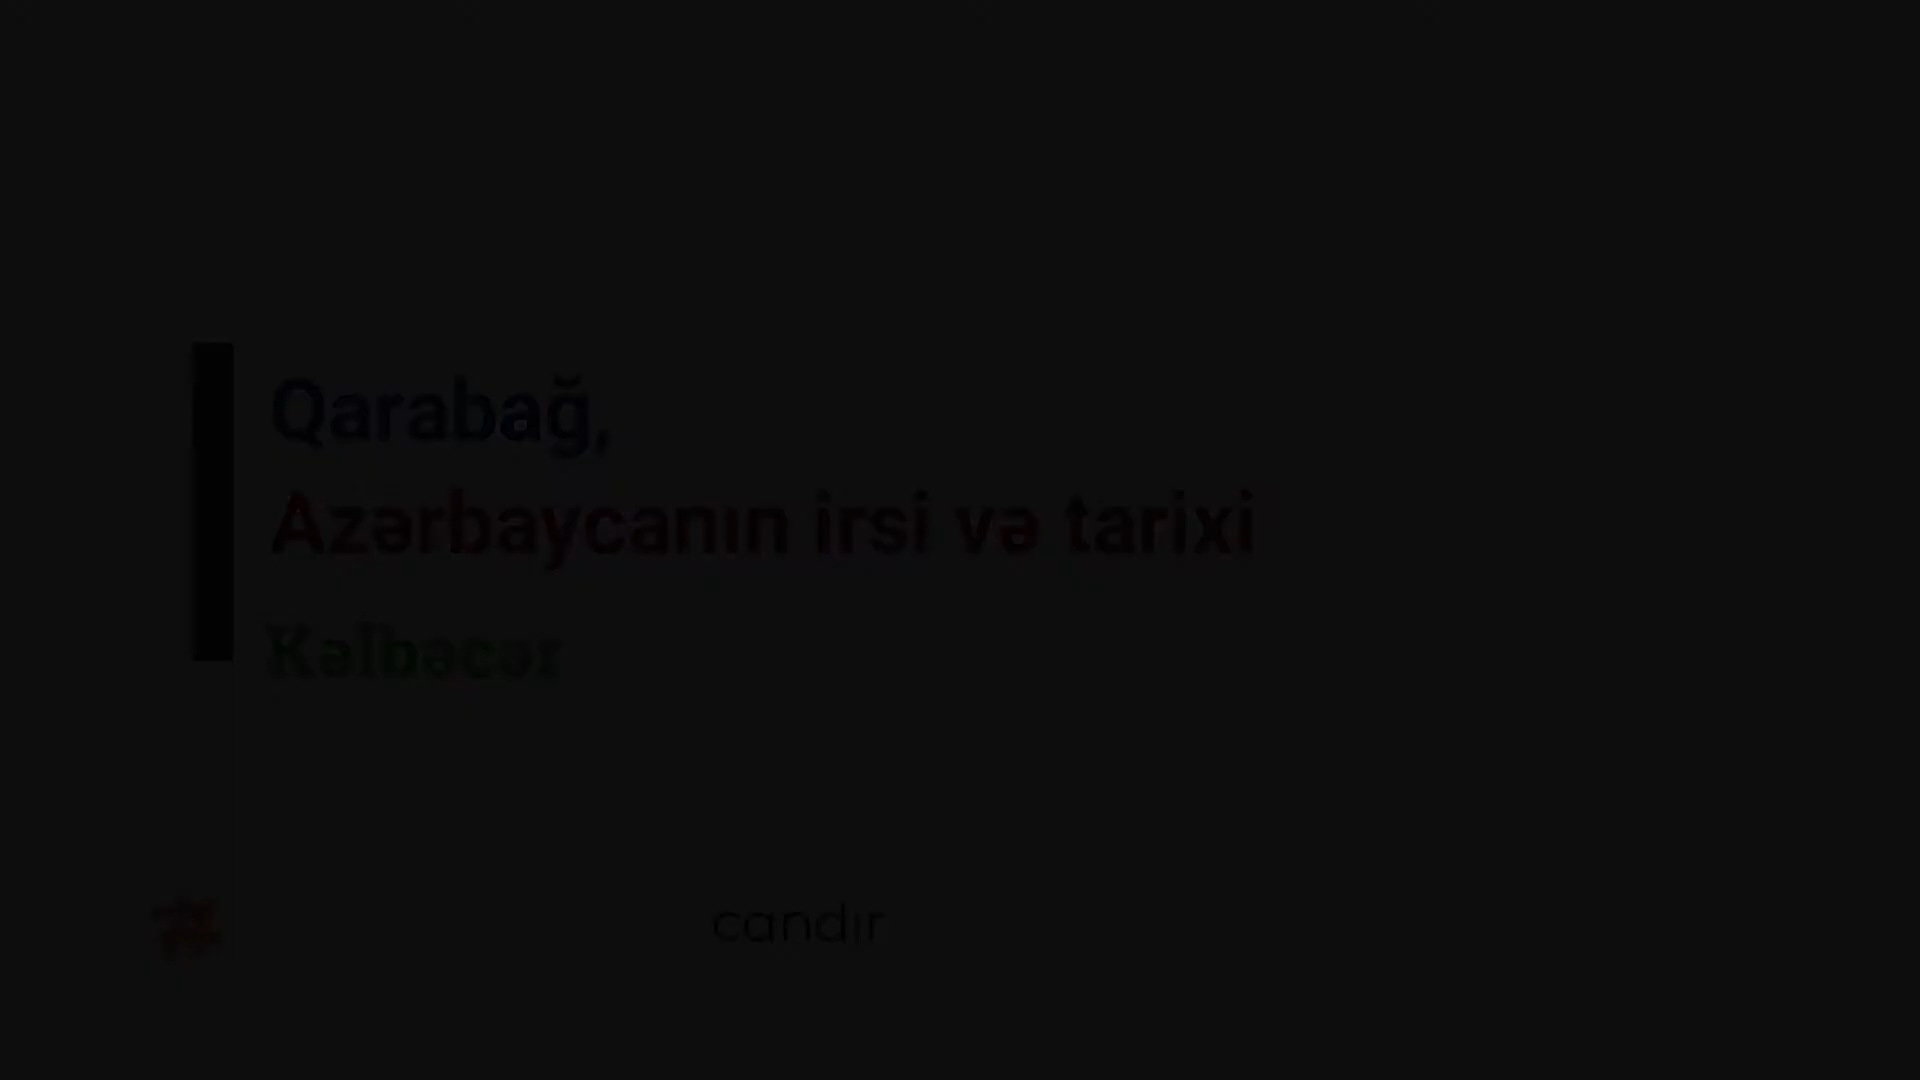 Qarabağ,
Azərbaycanın irsi və tarixi
Kəlbəcər
candır